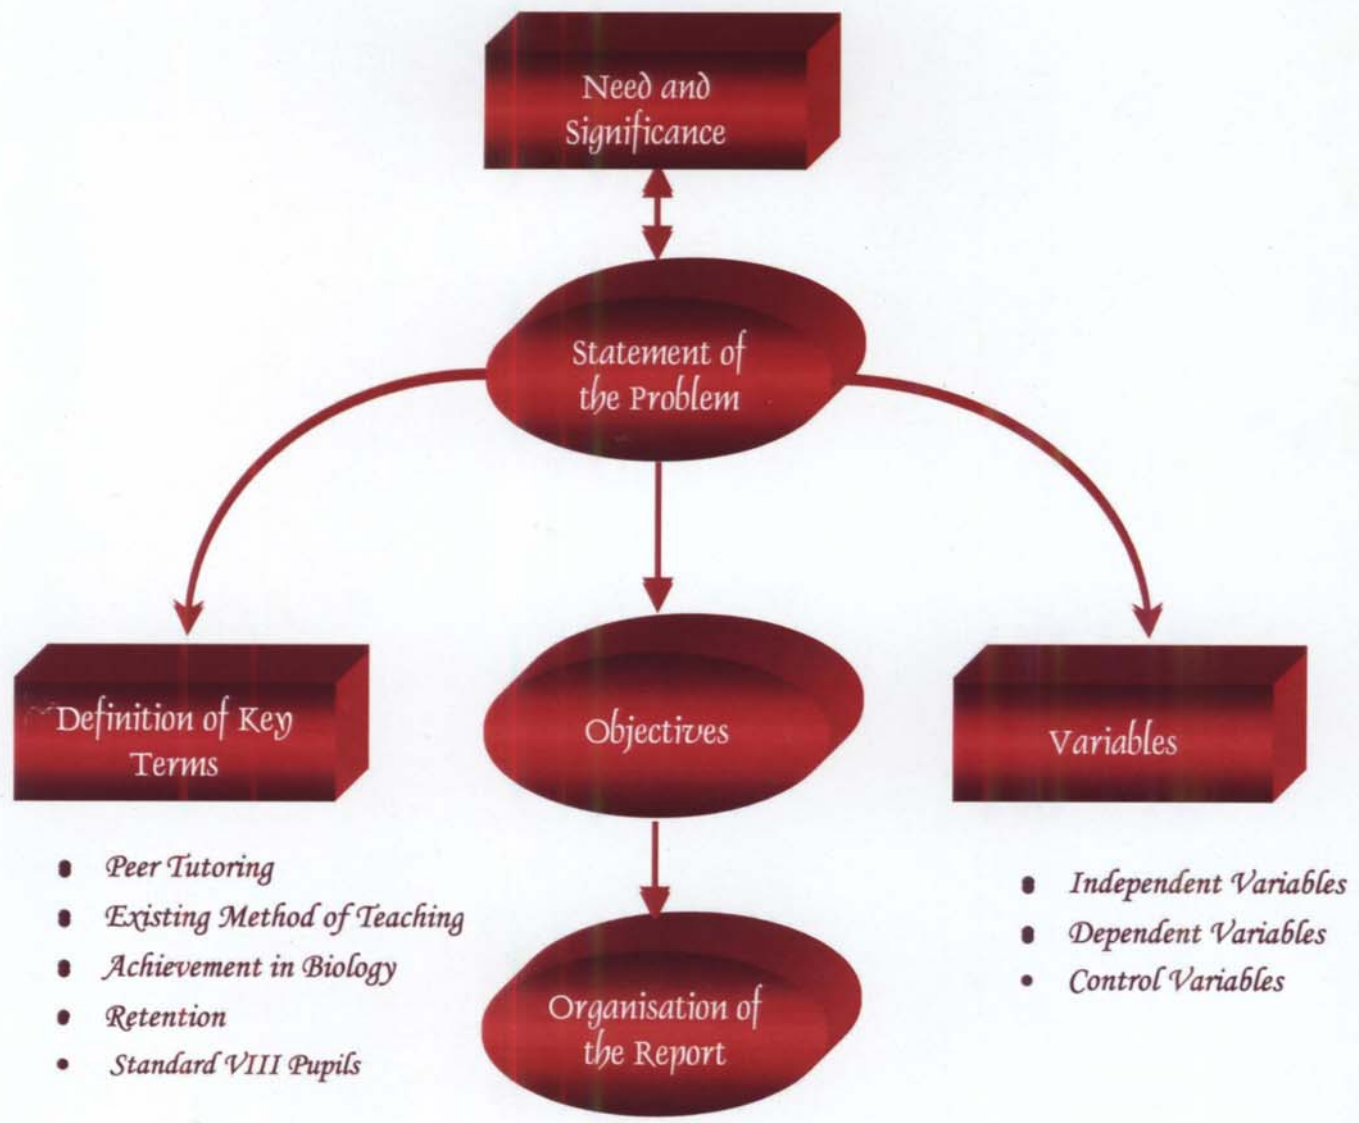 Need and
Significance
Statement of
the Problem
Definition of Key
Terms
Objectives
Variables
Peer Tutoring
Existing Method of Teaching
Achievement in Biology
Retention
Standard VIII Pupils
Independent Variables
Dependent Variables
Control Variables
Organisation of
the Report